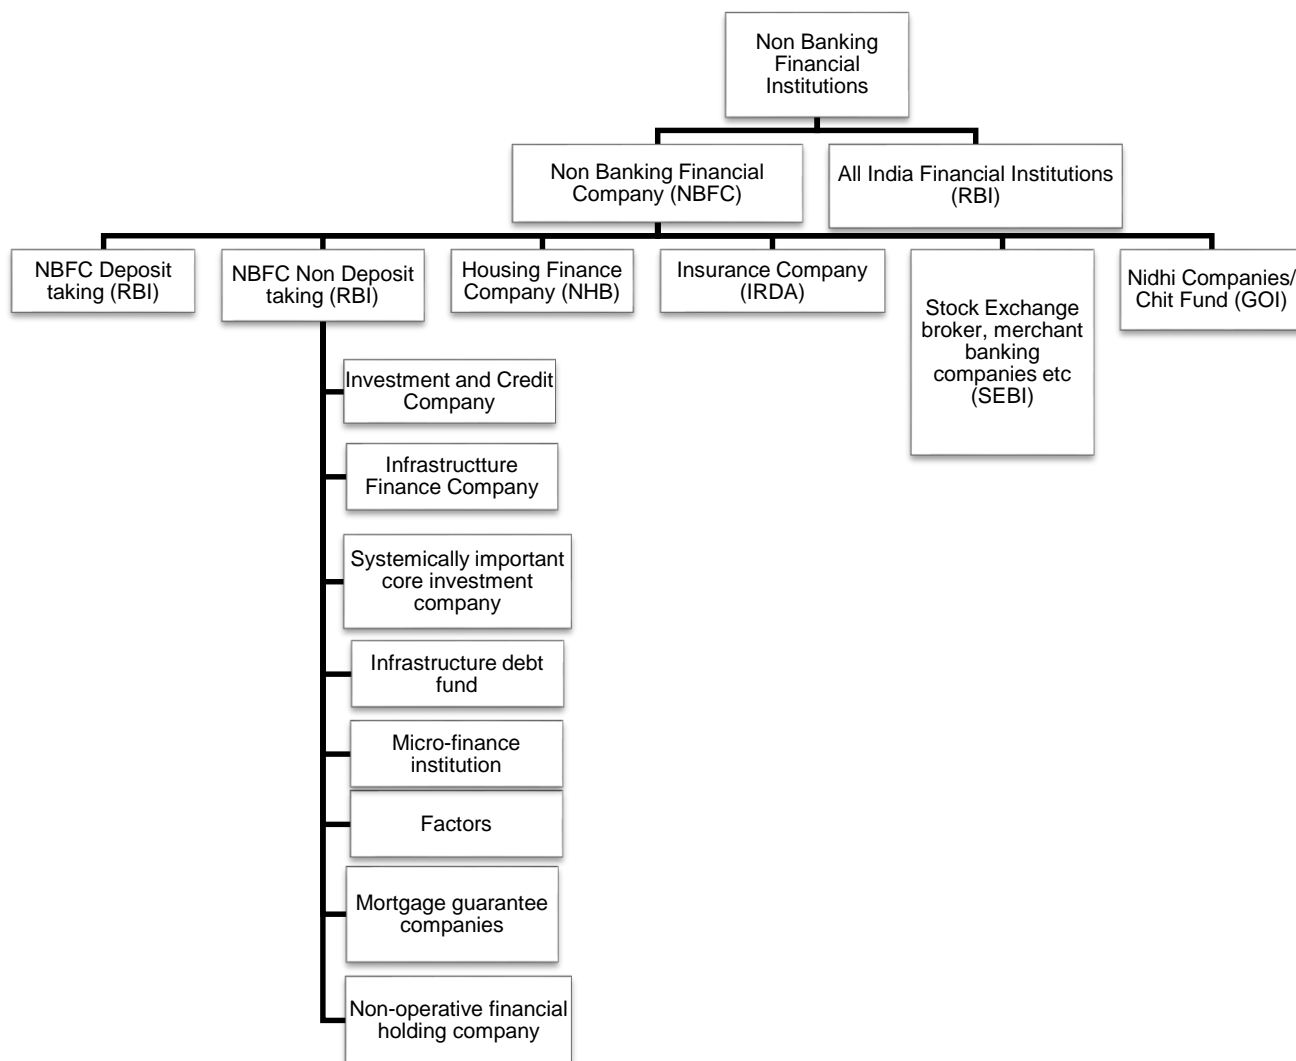 Non Banking
Financial
Institutions
Non Banking Financial
Company (NBFC)
All India Financial Institutions
(RBI)
NBFC Deposit
taking (RBI)
NBFC Non Deposit
taking (RBI)
Housing Finance
Company (NHB)
Insurance Company
(IRDA)
Stock Exchange
broker, merchant
banking
companies etc
(SEBI)
Nidhi Companies/
Chit Fund (GOI)
Investment and Credit
Company
Infrastructture
Finance Company
Systemically important
core investment
company
Infrastructure debt
fund
Micro-finance
institution
Factors
Mortgage guarantee
companies
Non-operative financial
holding company